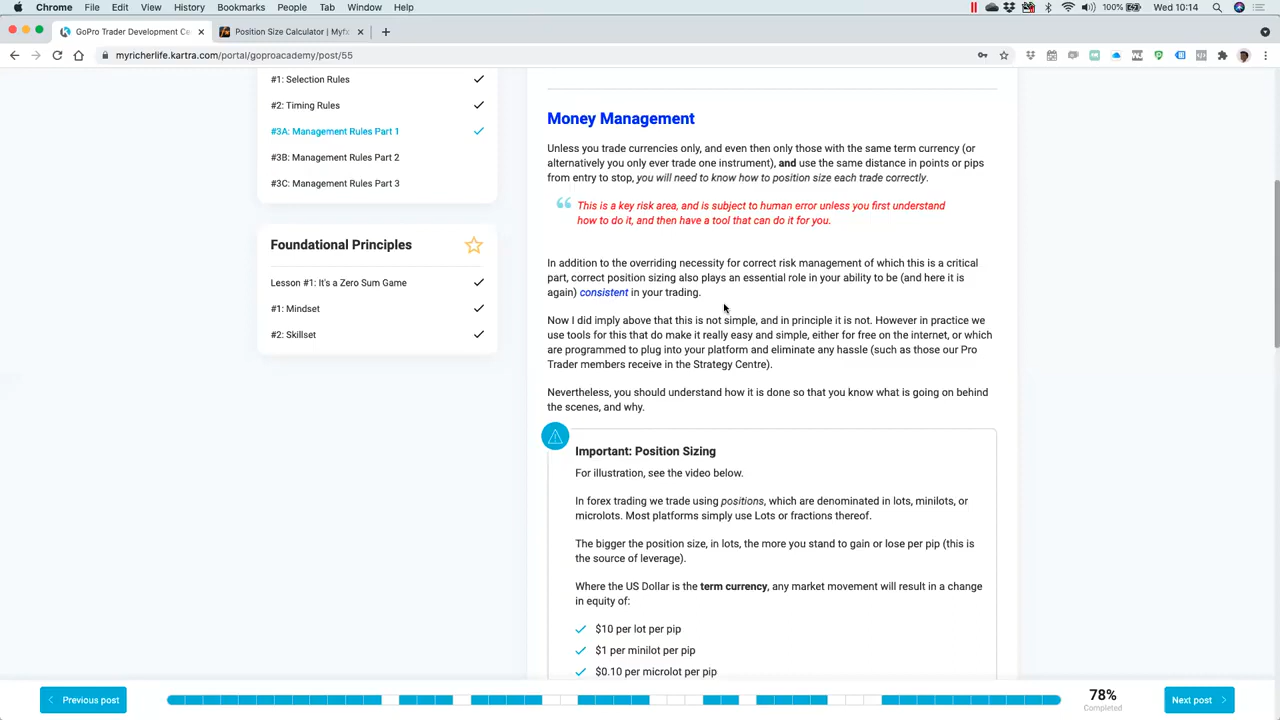 Chrome File Edit View History Bookmarks People Tab Window Help 100% Wed 10:14
GoPro Trader Development Ce Position Size Calculator | Myfx
myricherlife.kartra.com/portal/goproacademy/post/55
#1: Selection Rules
#2: Timing Rules
#3A: Management Rules Part 1
#3B: Management Rules Part 2
#3C: Management Rules Part 3
Foundational Principles
Lesson #1: It's a Zero Sum Game
#1: Mindset
#2: Skillset
Money Management
Unless you trade currencies only, and even then only those with the same term currency (or
alternatively you only ever trade one instrument), and use the same distance in points or pips
from entry to stop, you will need to know how to position size each trade correctly.
This is a key risk area, and is subject to human error unless you first understand
how to do it, and then have a tool that can do it for you.
In addition to the overriding necessity for correct risk management of which this is a critical
part, correct position sizing also plays an essential role in your ability to be (and here it is
again) consistent in your trading.
Now I did imply above that this is not simple, and in principle it is not. However in practice we
use tools for this that do make it really easy and simple, either for free on the internet, or which
are programmed to plug into your platform and eliminate any hassle (such as those our Pro
Trader members receive in the Strategy Centre).
Nevertheless, you should understand how it is done so that you know what is going on behind
the scenes, and why.
Important: Position Sizing
For illustration, see the video below.
In forex trading we trade using positions, which are denominated in lots, minilots, or
microlots. Most platforms simply use Lots or fractions thereof.
The bigger the position size, in lots, the more you stand to gain or lose per pip (this is
the source of leverage).
Where the US Dollar is the term currency, any market movement will result in a change
in equity of:
$10 per lot per pip
$1 per minilot per pip
$0.10 per microlot per pip
Previous post
78%
Completed
Next post